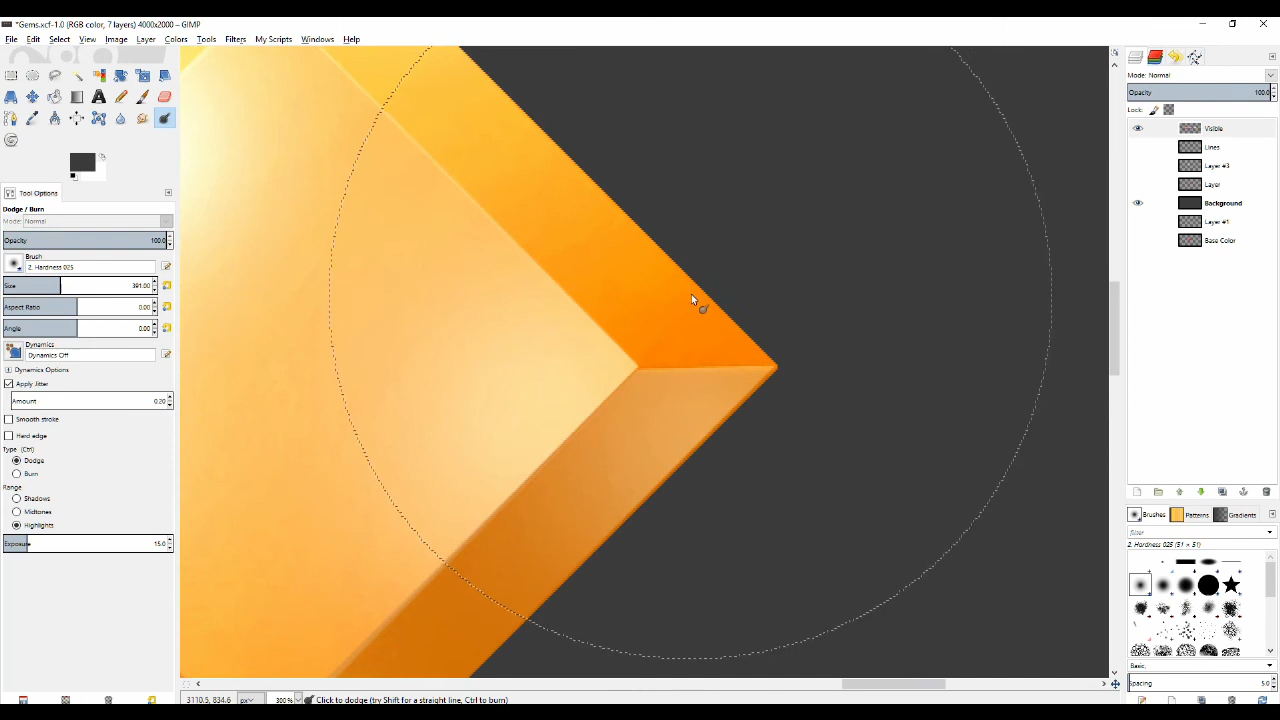 *Gems.xcf-1.0 (RGB color, 7 layers) 4000x2000 – GIMP
File Edit Select View Image Layer Colors Tools Filters My Scripts Windows Help
Tool Options
Dodge / Burn
Mode: Normal
Opacity 100.0
Brush
2. Hardness 025
Size 391.00
Aspect Ratio 0.00
Angle 0.00
Dynamics
Dynamics Off
Dynamics Options
Apply Jitter
Amount 0.20
Smooth stroke
Hard edge
Type (Ctrl)
Dodge
Burn
Range
Shadows
Midtones
Highlights
Exposure 15.0
3110.5, 834.6 px 300 % Click to dodge (try Shift for a straight line, Ctrl to burn)
Mode: Normal
Opacity 100.0
Lock:
Visible
Lines
Layer #3
Layer
Background
Layer #1
Base Color
Brushes Patterns Gradients
filter
2. Hardness 025 (51 × 51)
Basic,
Spacing 5.0